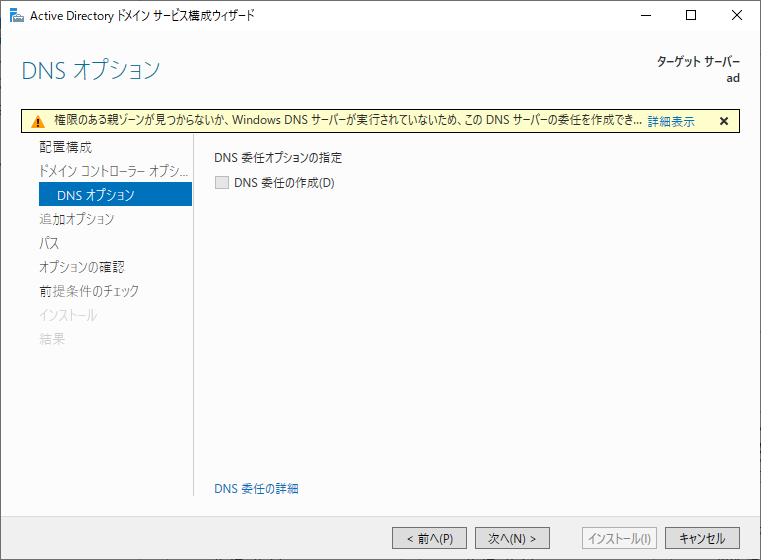 Active Directory ドメイン サービス構成ウィザード
DNS オプション
ターゲット サーバー
ad
権限のある親ゾーンが見つからないか、Windows DNS サーバーが実行されていないため、この DNS サーバーの委任を作成でき... 詳細表示
配置構成
ドメイン コントローラー オプシ...
DNS オプション
追加オプション
パス
オプションの確認
前提条件のチェック
インストール
結果
DNS 委任オプションの指定
DNS 委任の作成(D)
DNS 委任の詳細
< 前へ(P)
次へ(N) >
インストール(I)
キャンセル